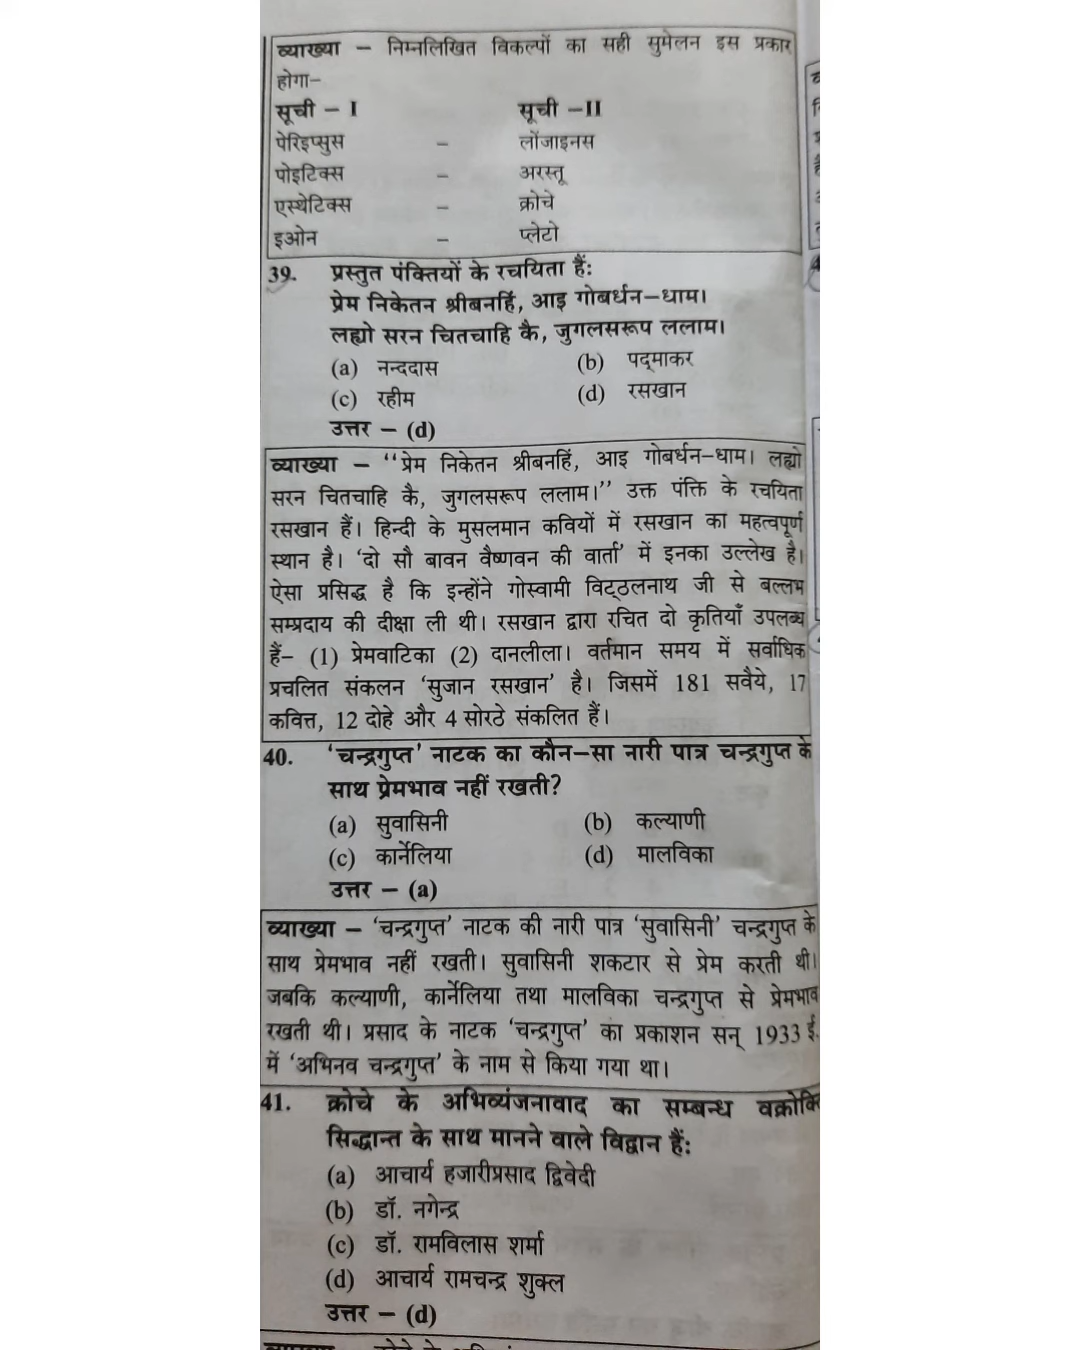 व्याख्या – निम्नलिखित विकल्पों का सही सुमेलन इस प्रकार
होगा–
सूची – I सूची –II
पेरिइप्सुस – लोंजाइनस
पोइटिक्स – अरस्तू
एस्थेटिक्स – क्रोचे
इओन – प्लेटो
39. प्रस्तुत पंक्तियों के रचयिता हैं:
प्रेम निकेतन श्रीबनहिं, आइ गोबर्धन–धाम।
लह्यो सरन चितचाहि कै, जुगलसरूप ललाम।
(a) नन्ददास (b) पद्माकर
(c) रहीम (d) रसखान
उत्तर – (d)
व्याख्या – ‘‘प्रेम निकेतन श्रीबनहिं, आइ गोबर्धन–धाम। लह्यो
सरन चितचाहि कै, जुगलसरूप ललाम।’’ उक्त पंक्ति के रचयिता
रसखान हैं। हिन्दी के मुसलमान कवियों में रसखान का महत्वपूर्ण
स्थान है। ‘दो सौ बावन वैष्णवन की वार्ता’ में इनका उल्लेख है।
ऐसा प्रसिद्ध है कि इन्होंने गोस्वामी विट्ठलनाथ जी से बल्लभ
सम्प्रदाय की दीक्षा ली थी। रसखान द्वारा रचित दो कृतियाँ उपलब्ध
हैं– (1) प्रेमवाटिका (2) दानलीला। वर्तमान समय में सर्वाधिक
प्रचलित संकलन ‘सुजान रसखान’ है। जिसमें 181 सवैये, 17
कवित्त, 12 दोहे और 4 सोरठे संकलित हैं।
40. ‘चन्द्रगुप्त’ नाटक का कौन–सा नारी पात्र चन्द्रगुप्त के
साथ प्रेमभाव नहीं रखती?
(a) सुवासिनी (b) कल्याणी
(c) कार्नेलिया (d) मालविका
उत्तर – (a)
व्याख्या – ‘चन्द्रगुप्त’ नाटक की नारी पात्र ‘सुवासिनी’ चन्द्रगुप्त के
साथ प्रेमभाव नहीं रखती। सुवासिनी शकटार से प्रेम करती थी।
जबकि कल्याणी, कार्नेलिया तथा मालविका चन्द्रगुप्त से प्रेमभाव
रखती थी। प्रसाद के नाटक ‘चन्द्रगुप्त’ का प्रकाशन सन् 1933 ई.
में ‘अभिनव चन्द्रगुप्त’ के नाम से किया गया था।
41. क्रोचे के अभिव्यंजनावाद का सम्बन्ध वक्रोक्ति
सिद्धान्त के साथ मानने वाले विद्वान हैं:
(a) आचार्य हजारीप्रसाद द्विवेदी
(b) डॉ. नगेन्द्र
(c) डॉ. रामविलास शर्मा
(d) आचार्य रामचन्द्र शुक्ल
उत्तर – (d)